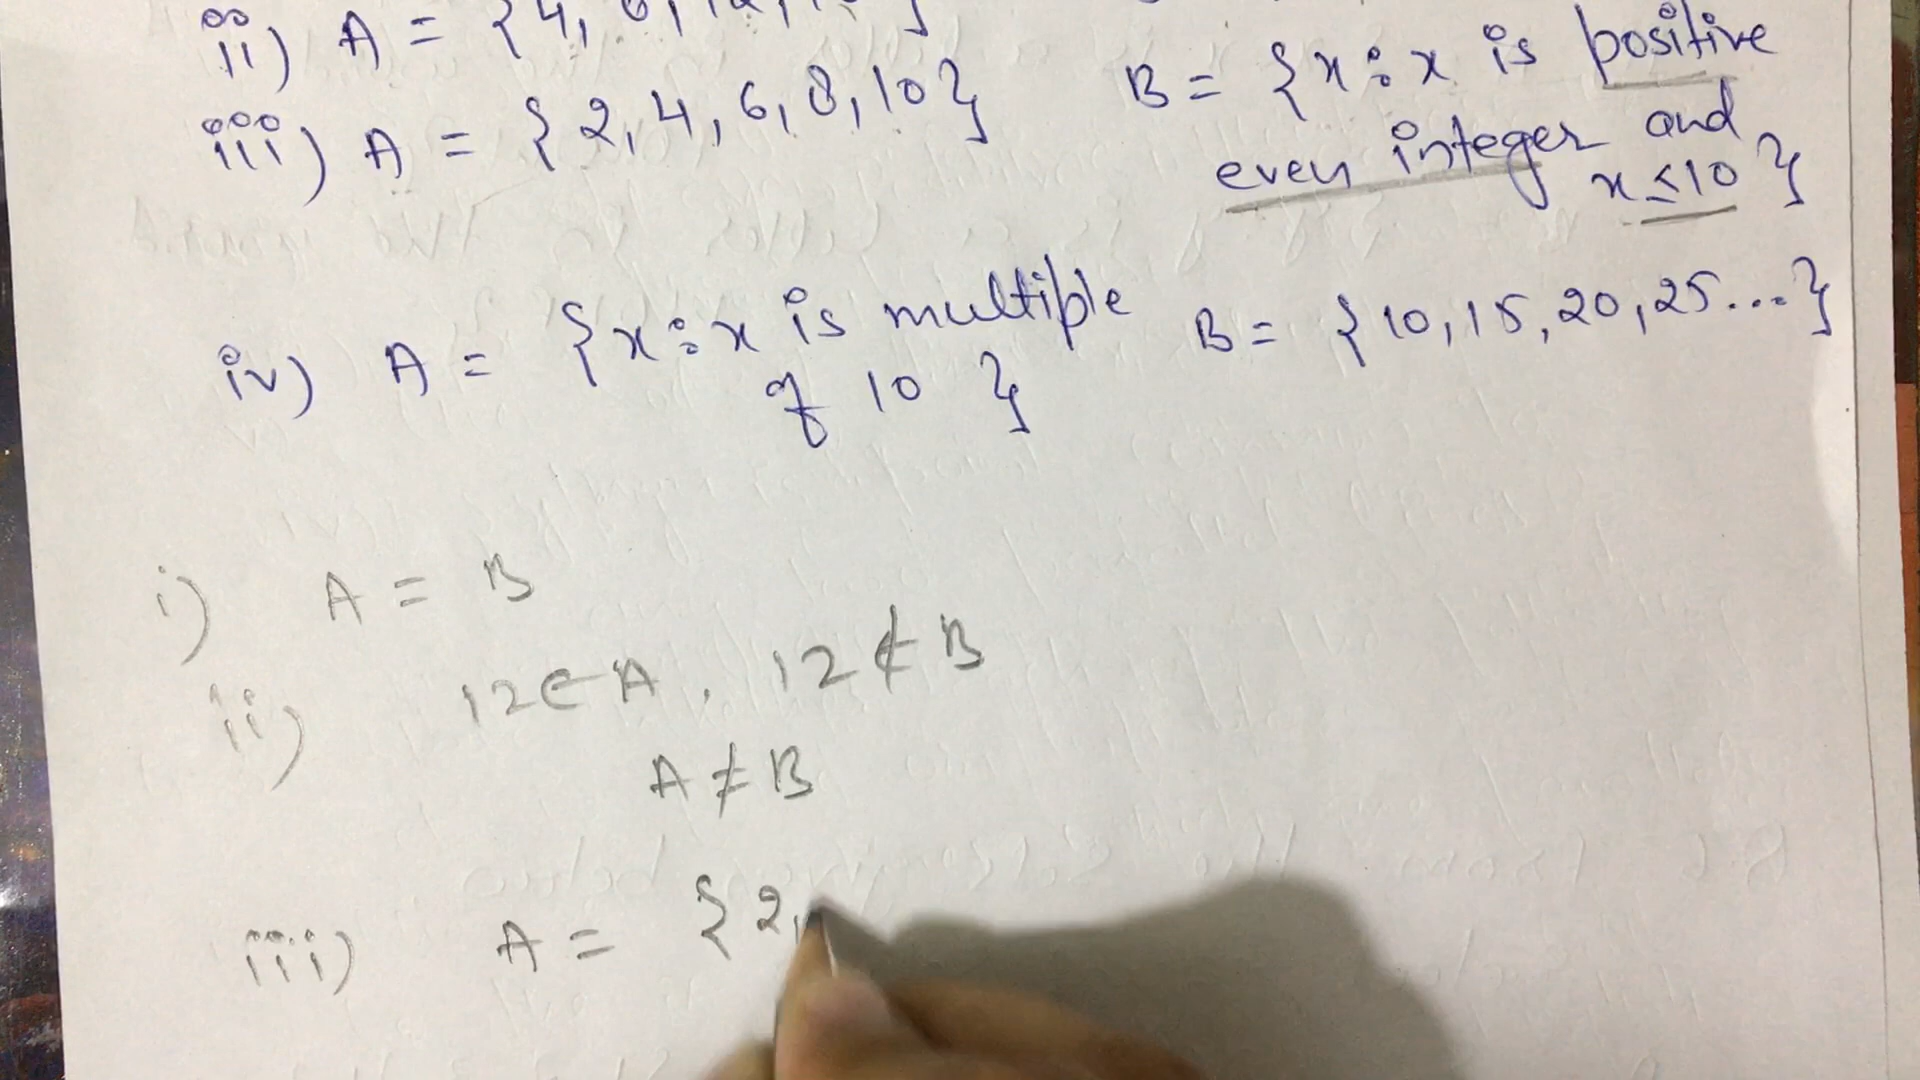 ii) A = {4,
iii) A = {2, 4, 6, 8, 10} B = {x : x is positive
even integer and
x ≤ 10}
iv) A = {x : x is multiple B = {10, 15, 20, 25...}
of 10}
i) A = B
ii) 12 ∈ A, 12 ∉ B
A ≠ B
iii) A = {2,